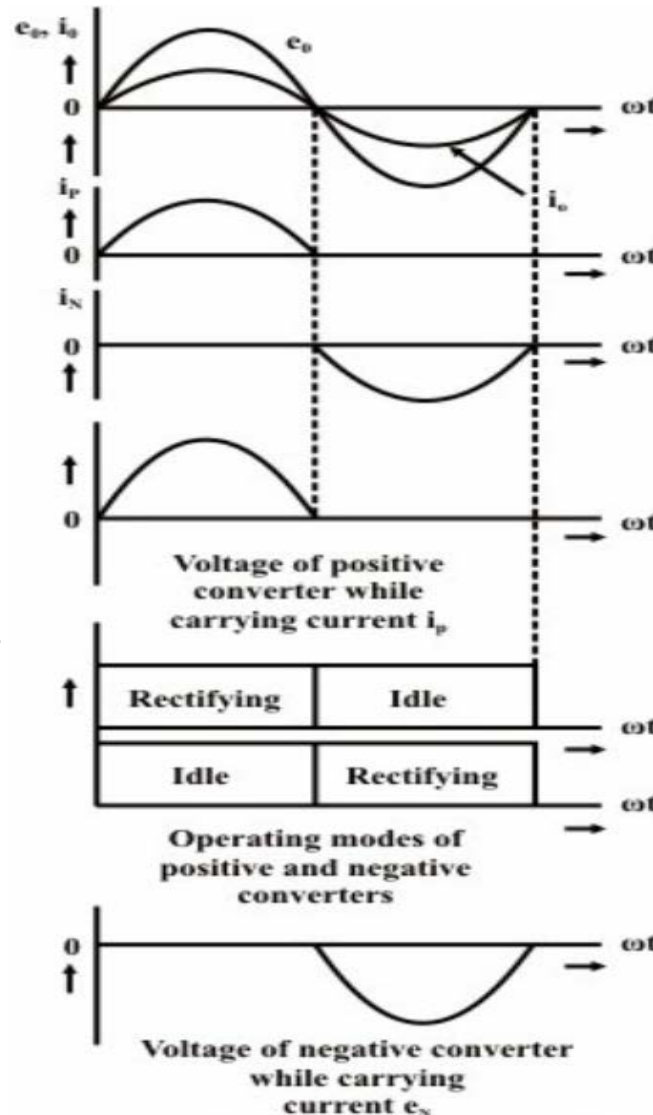 e₀, i₀
e₀
0
ωt
i₀
i_P
0
ωt
i_N
0
ωt
0
ωt
Voltage of positive
converter while
carrying current i_p
Rectifying Idle
ωt
Idle Rectifying
ωt
Operating modes of
positive and negative
converters
0
ωt
Voltage of negative converter
while carrying
current e_N